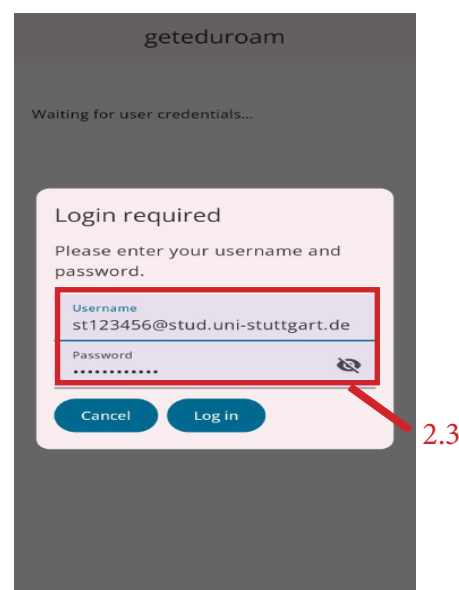 geteduroam
Waiting for user credentials...
Login required
Please enter your username and
password.
Username
st123456@stud.uni-stuttgart.de
Password
••••••••••••
Cancel Log in
2.3